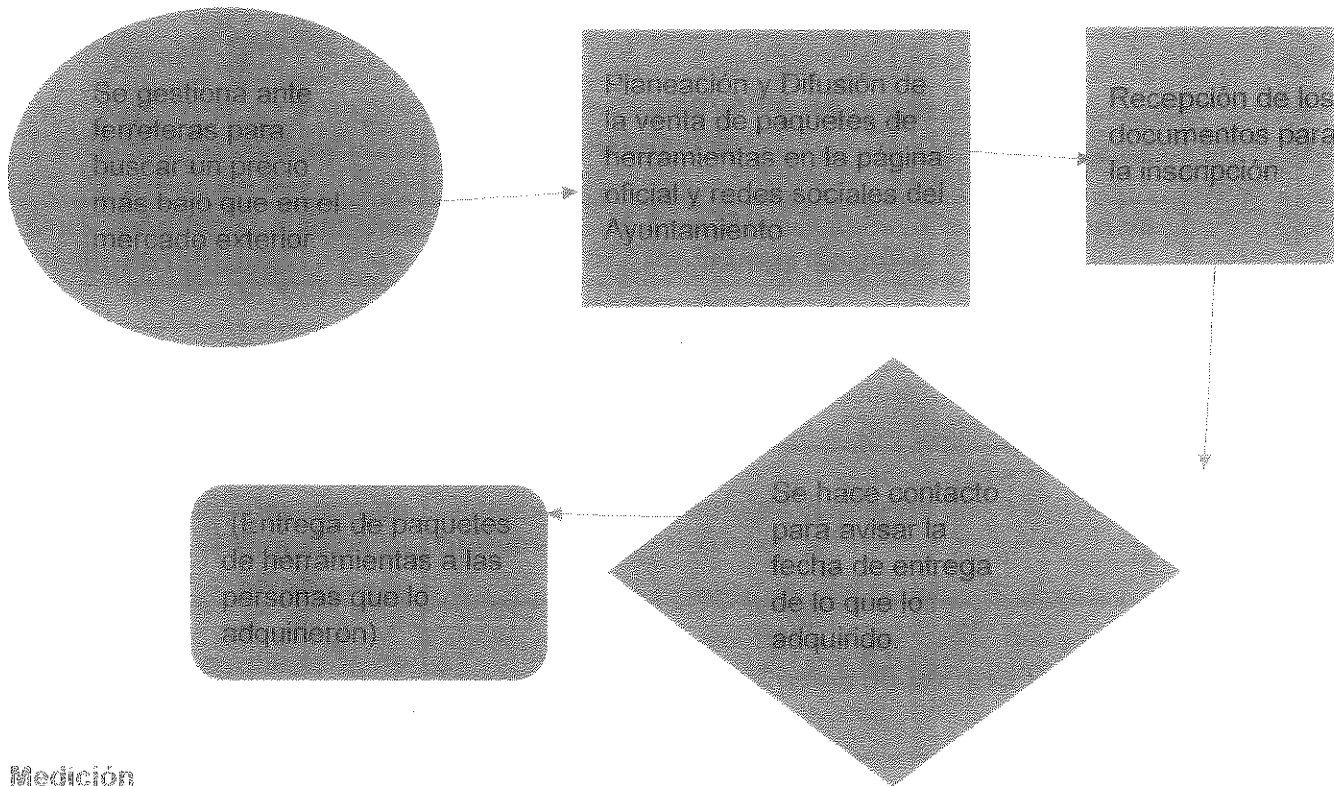 Se gestiona ante
ferreteras para
buscar un precio
más bajo que en el
mercado exterior
Planeación y Difusión de
la venta de paquetes de
herramientas en la pagina
oficial y redes sociales del
Ayuntamiento
Recepción de los
documentos para
la inscripción
Se hace contacto
para avisar la
fecha de entrega
de lo que lo
adquirido.
(Entrega de paquetes
de herramientas a las
personas que lo
adquirieron)
Medición